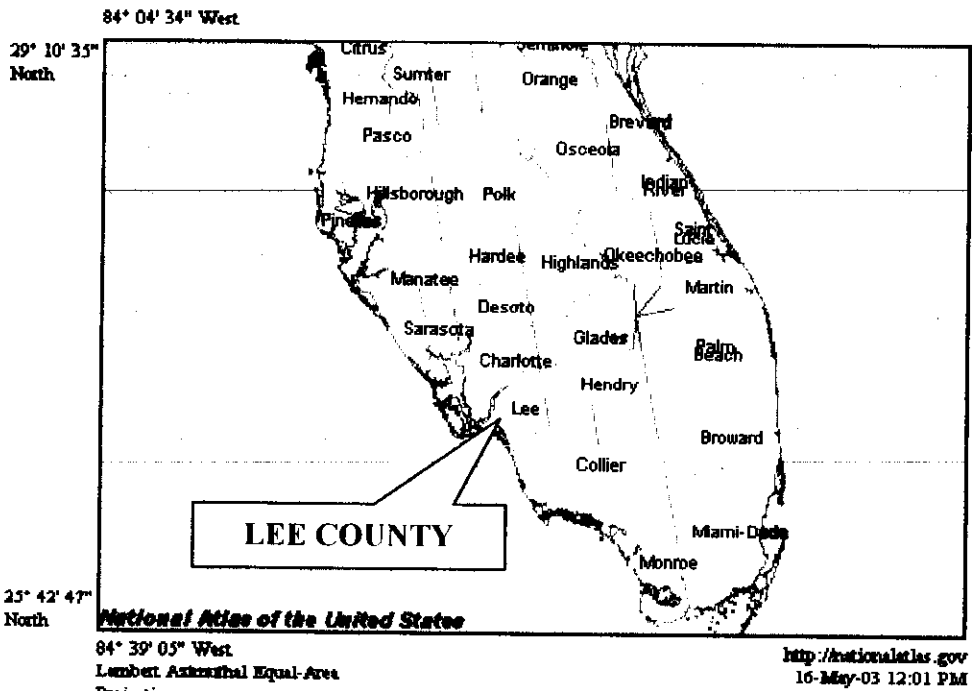 84° 04' 34" West
29° 10' 35"
North
Citrus
Seminole
Sumter
Orange
Hernando
Brevard
Pasco
Osceola
Indian
River
Hillsborough
Polk
Pinellas
Saint
Lucie
Hardee
Highlands
Okeechobee
Manatee
Martin
Desoto
Sarasota
Glades
Palm
Beach
Charlotte
Hendry
Lee
Broward
Collier
LEE COUNTY
Miami-Dade
Monroe
25° 42' 47"
North
National Atlas of the United States
84° 39' 05" West
http://nationalatlas.gov
Lambert Azimuthal Equal-Area
16-May-03 12:01 PM